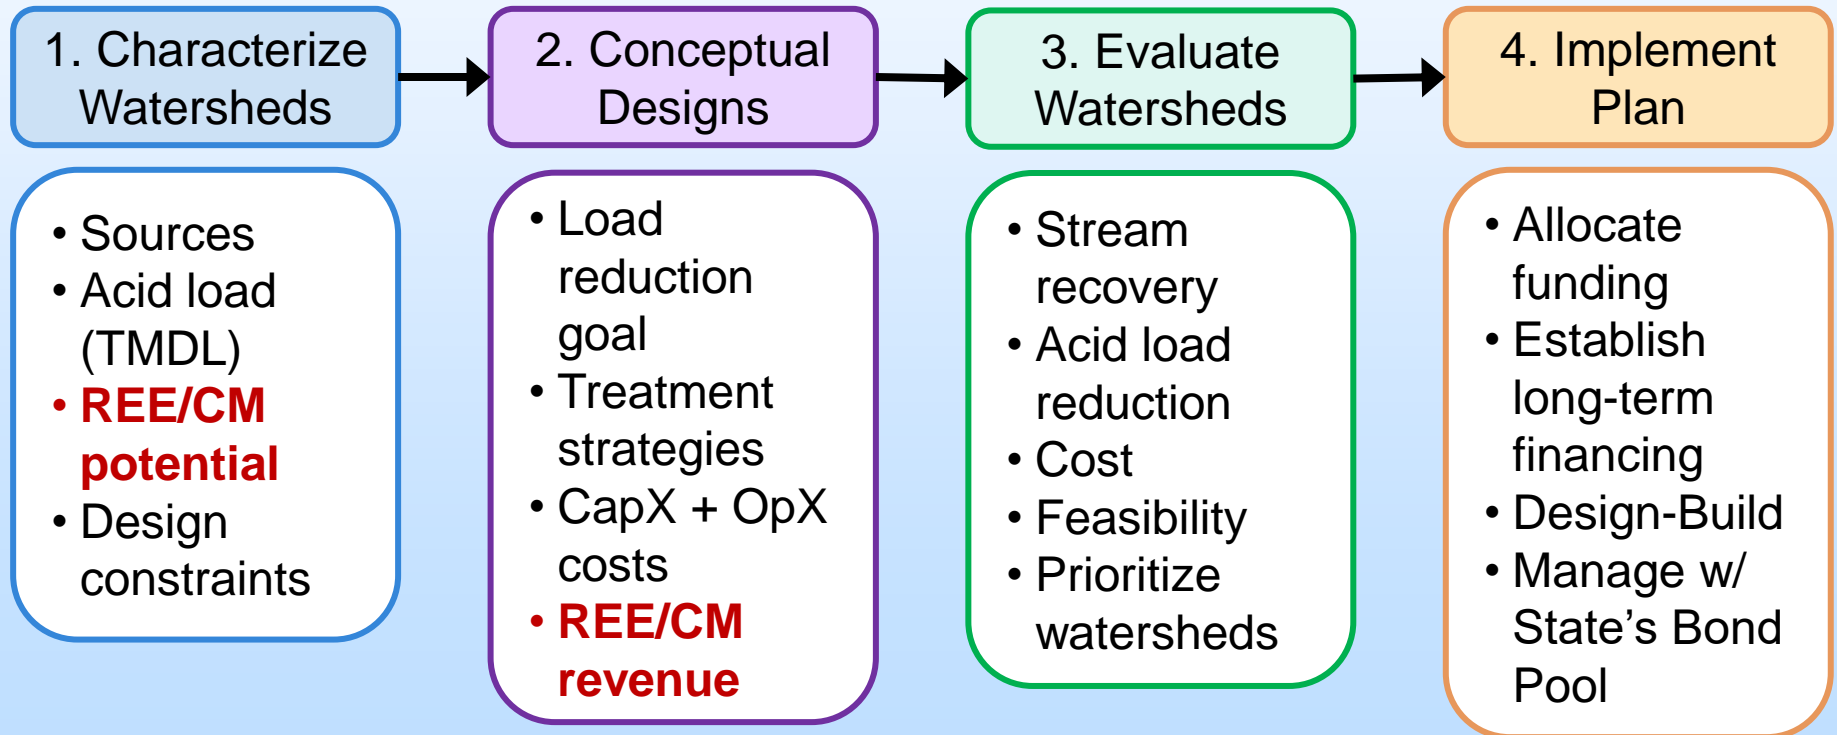 1. Characterize
Watersheds
• Sources
• Acid load
(TMDL)
• REE/CM
potential
• Design
constraints
2. Conceptual
Designs
• Load
reduction
goal
• Treatment
strategies
• CapX + OpX
costs
• REE/CM
revenue
3. Evaluate
Watersheds
• Stream
recovery
• Acid load
reduction
• Cost
• Feasibility
• Prioritize
watersheds
4. Implement
Plan
• Allocate
funding
• Establish
long-term
financing
• Design-Build
• Manage w/
State’s Bond
Pool